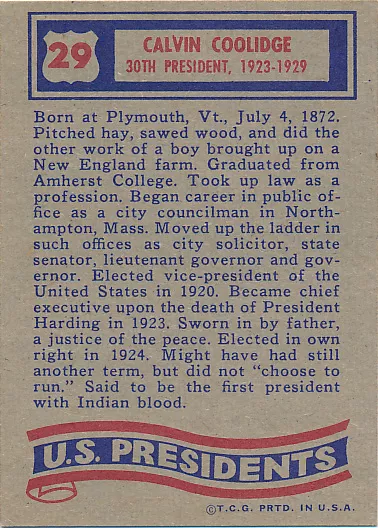 29
CALVIN COOLIDGE
30TH PRESIDENT, 1923-1929
Born at Plymouth, Vt., July 4, 1872.
Pitched hay, sawed wood, and did the
other work of a boy brought up on a
New England farm. Graduated from
Amherst College. Took up law as a
profession. Began career in public of-
fice as a city councilman in North-
ampton, Mass. Moved up the ladder in
such offices as city solicitor, state
senator, lieutenant governor and gov-
ernor. Elected vice-president of the
United States in 1920. Became chief
executive upon the death of President
Harding in 1923. Sworn in by father,
a justice of the peace. Elected in own
right in 1924. Might have had still
another term, but did not “choose to
run.” Said to be the first president
with Indian blood.
U.S. PRESIDENTS
©T.C.G. PRTD. IN U.S.A.